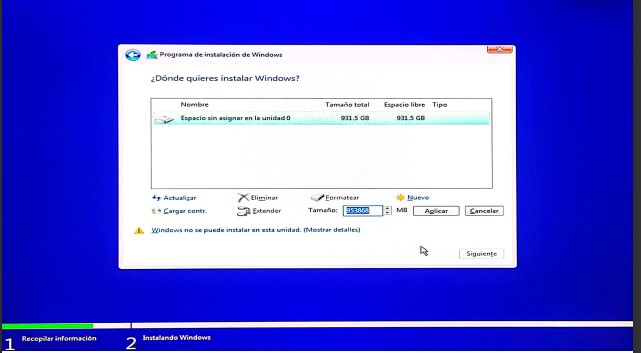 Programa de instalación de Windows
¿Dónde quieres instalar Windows?
Nombre Tamaño total Espacio libre Tipo
Espacio sin asignar en la unidad 0 931.5 GB 931.5 GB
Actualizar Eliminar Formatear Nuevo
Cargar contr. Extender Tamaño: 953868 MB Aplicar Cancelar
Windows no se puede instalar en esta unidad. (Mostrar detalles)
Siguiente
1 Recopilar información 2 Instalando Windows